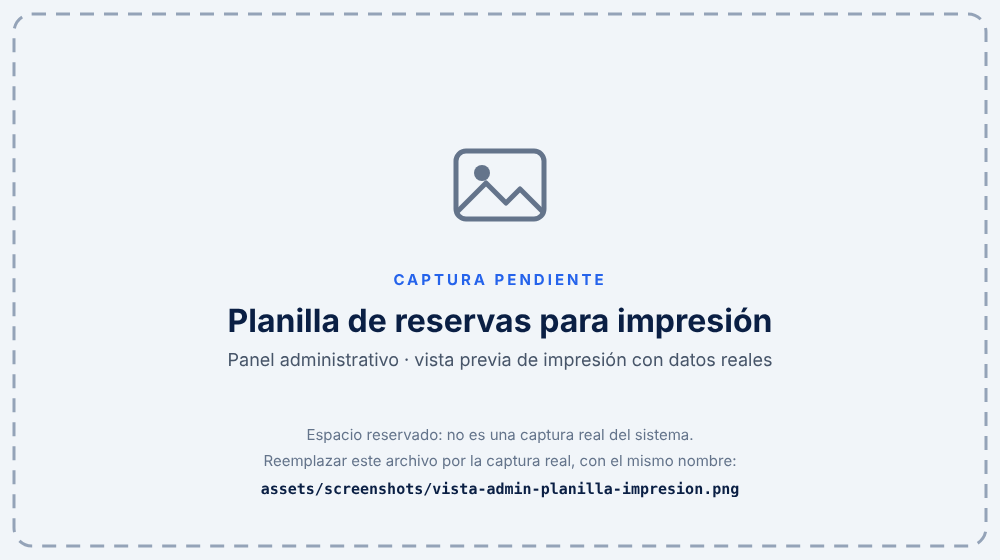 CAPTURA PENDIENTE
Planilla de reservas para impresión
Panel administrativo · vista previa de impresión con datos reales
Espacio reservado: no es una captura real del sistema.
Reemplazar este archivo por la captura real, con el mismo nombre:
assets/screenshots/vista-admin-planilla-impresion.png